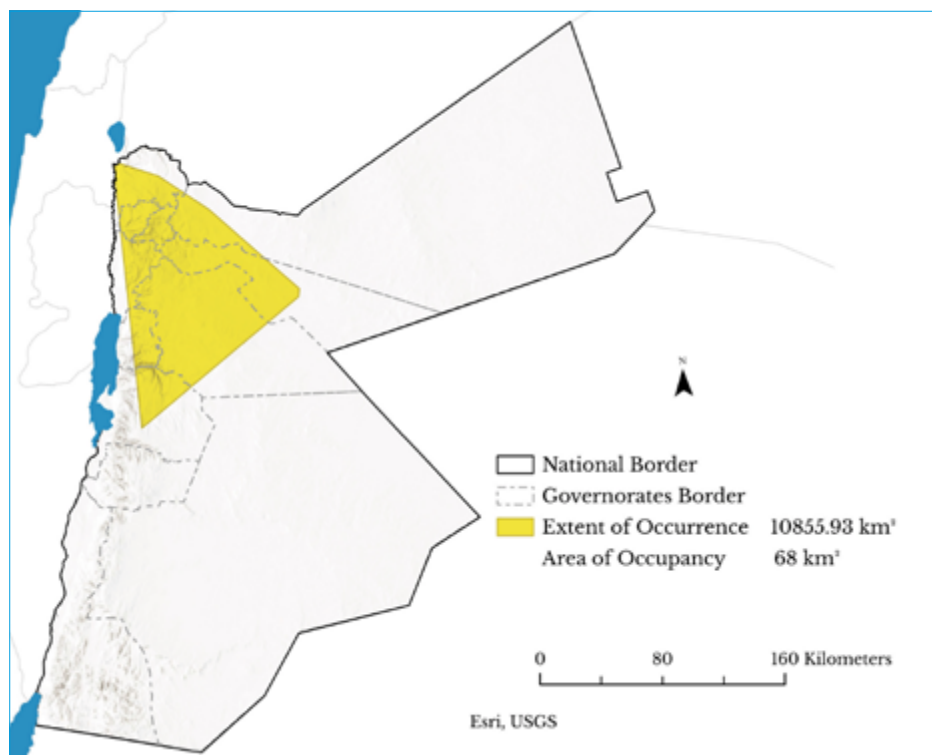 N
National Border
Governorates Border
Extent of Occurrence 10855.93 km²
Area of Occupancy 68 km²
0 80 160 Kilometers
Esri, USGS